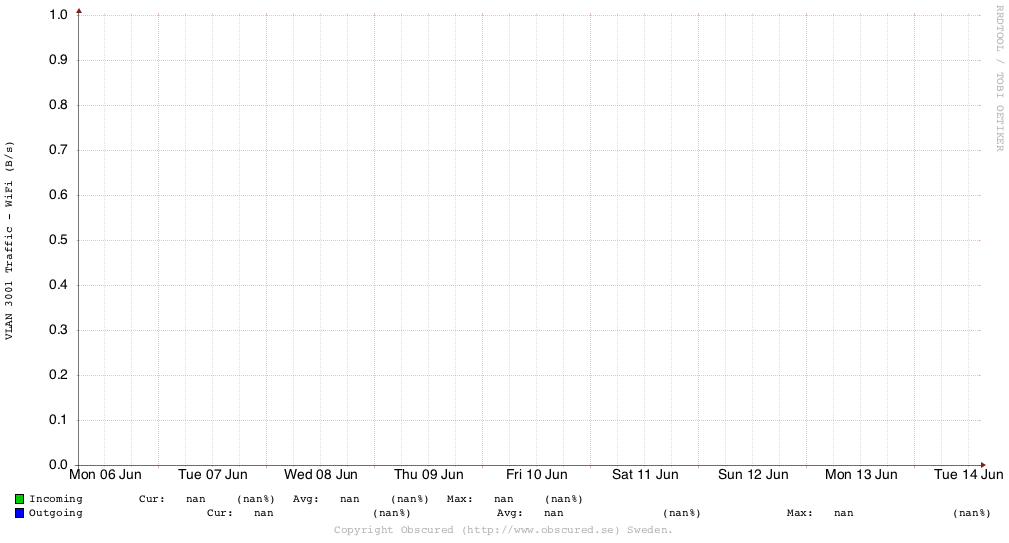 RRDTOOL / TOBI OETIKER
VLAN 3001 Traffic - WiFi (B/s)
1.0
0.9
0.8
0.7
0.6
0.5
0.4
0.3
0.2
0.1
0.0
Mon 06 Jun Tue 07 Jun Wed 08 Jun Thu 09 Jun Fri 10 Jun Sat 11 Jun Sun 12 Jun Mon 13 Jun Tue 14 Jun
Incoming Cur: nan (nan%) Avg: nan (nan%) Max: nan (nan%)
Outgoing Cur: nan (nan%) Avg: nan (nan%) Max: nan (nan%)
Copyright Obscured (http://www.obscured.se) Sweden.